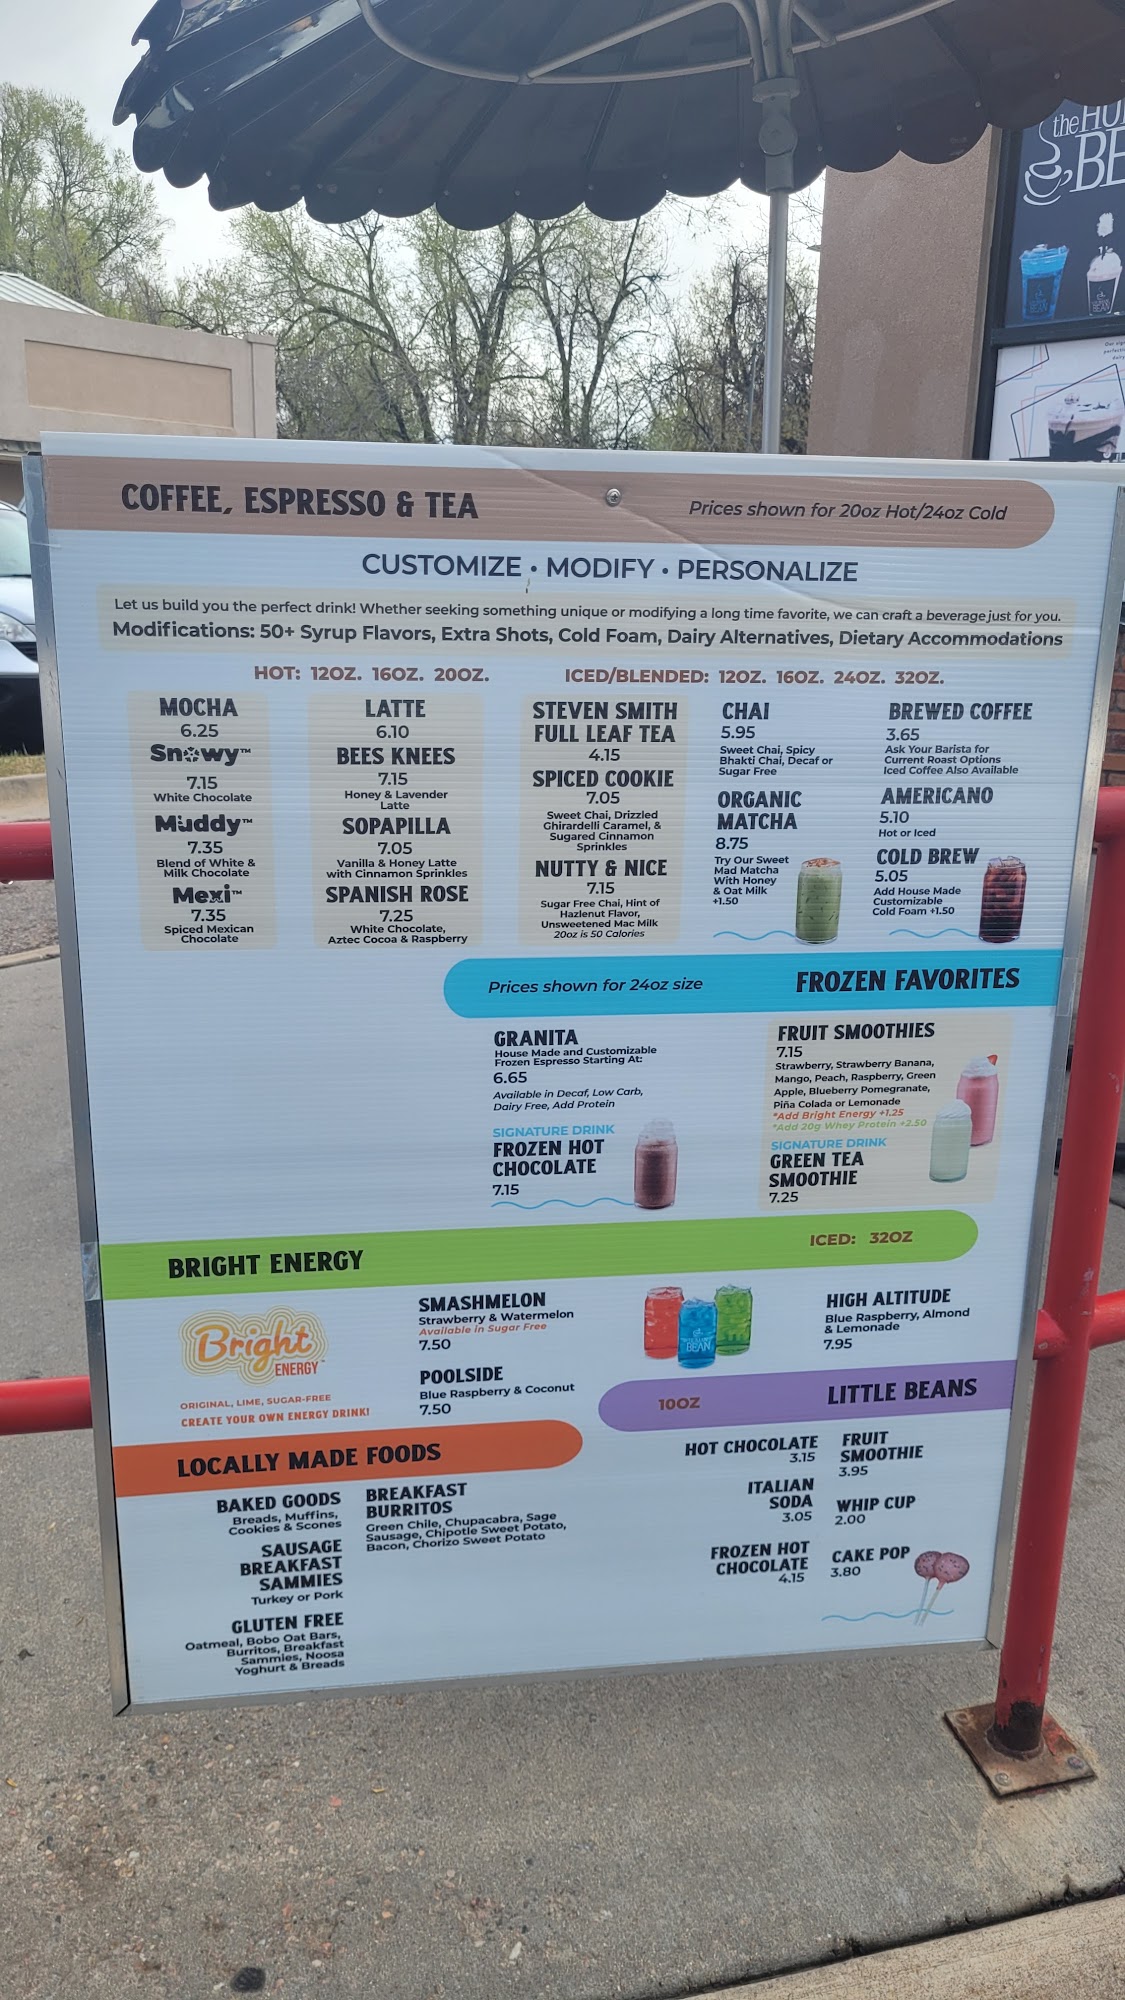 the HU
BE
COFFEE, ESPRESSO & TEA
Prices shown for 20oz Hot/24oz Cold
CUSTOMIZE • MODIFY • PERSONALIZE
Let us build you the perfect drink! Whether seeking something unique or modifying a long time favorite, we can craft a beverage just for you.
Modifications: 50+ Syrup Flavors, Extra Shots, Cold Foam, Dairy Alternatives, Dietary Accommodations
HOT: 12OZ. 16OZ. 20OZ.
ICED/BLENDED: 12OZ. 16OZ. 24OZ. 32OZ.
MOCHA
6.25
Snowy™
7.15
White Chocolate
Muddy™
7.35
Blend of White &
Milk Chocolate
Mexi™
7.35
Spiced Mexican
Chocolate
LATTE
6.10
BEES KNEES
7.15
Honey & Lavender
Latte
SOPAPILLA
7.05
Vanilla & Honey Latte
with Cinnamon Sprinkles
SPANISH ROSE
7.25
White Chocolate,
Aztec Cocoa & Raspberry
STEVEN SMITH
FULL LEAF TEA
4.15
SPICED COOKIE
7.05
Sweet Chai, Drizzled
Ghirardelli Caramel, &
Sugared Cinnamon
Sprinkles
NUTTY & NICE
7.15
Sugar Free Chai, Hint of
Hazlenut Flavor,
Unsweetened Mac Milk
20oz is 50 Calories
CHAI
5.95
Sweet Chai, Spicy
Bhakti Chai, Decaf or
Sugar Free
ORGANIC
MATCHA
8.75
Try Our Sweet
Mad Matcha
With Honey
& Oat Milk
+1.50
BREWED COFFEE
3.65
Ask Your Barista for
Current Roast Options
Iced Coffee Also Available
AMERICANO
5.10
Hot or Iced
COLD BREW
5.05
Add House Made
Customizable
Cold Foam +1.50
Prices shown for 24oz size
FROZEN FAVORITES
GRANITA
House Made and Customizable
Frozen Espresso Starting At:
6.65
Available in Decaf, Low Carb,
Dairy Free, Add Protein
SIGNATURE DRINK
FROZEN HOT
CHOCOLATE
7.15
FRUIT SMOOTHIES
7.15
Strawberry, Strawberry Banana,
Mango, Peach, Raspberry, Green
Apple, Blueberry Pomegranate,
Piña Colada or Lemonade
*Add Bright Energy +1.25
*Add 20g Whey Protein +2.50
SIGNATURE DRINK
GREEN TEA
SMOOTHIE
7.25
BRIGHT ENERGY
ICED: 32OZ
Bright
ENERGY™
ORIGINAL, LIME, SUGAR-FREE
CREATE YOUR OWN ENERGY DRINK!
SMASHMELON
Strawberry & Watermelon
Available in Sugar Free
7.50
POOLSIDE
Blue Raspberry & Coconut
7.50
BEAN
HIGH ALTITUDE
Blue Raspberry, Almond
& Lemonade
7.95
10OZ
LITTLE BEANS
HOT CHOCOLATE
3.15
ITALIAN
SODA
3.05
FROZEN HOT
CHOCOLATE
4.15
FRUIT
SMOOTHIE
3.95
WHIP CUP
2.00
CAKE POP
3.80
LOCALLY MADE FOODS
BAKED GOODS
Breads, Muffins,
Cookies & Scones
SAUSAGE
BREAKFAST
SAMMIES
Turkey or Pork
GLUTEN FREE
Oatmeal, Bobo Oat Bars,
Burritos, Breakfast
Sammies, Noosa
Yoghurt & Breads
BREAKFAST
BURRITOS
Green Chile, Chupacabra, Sage
Sausage, Chipotle Sweet Potato,
Bacon, Chorizo Sweet Potato